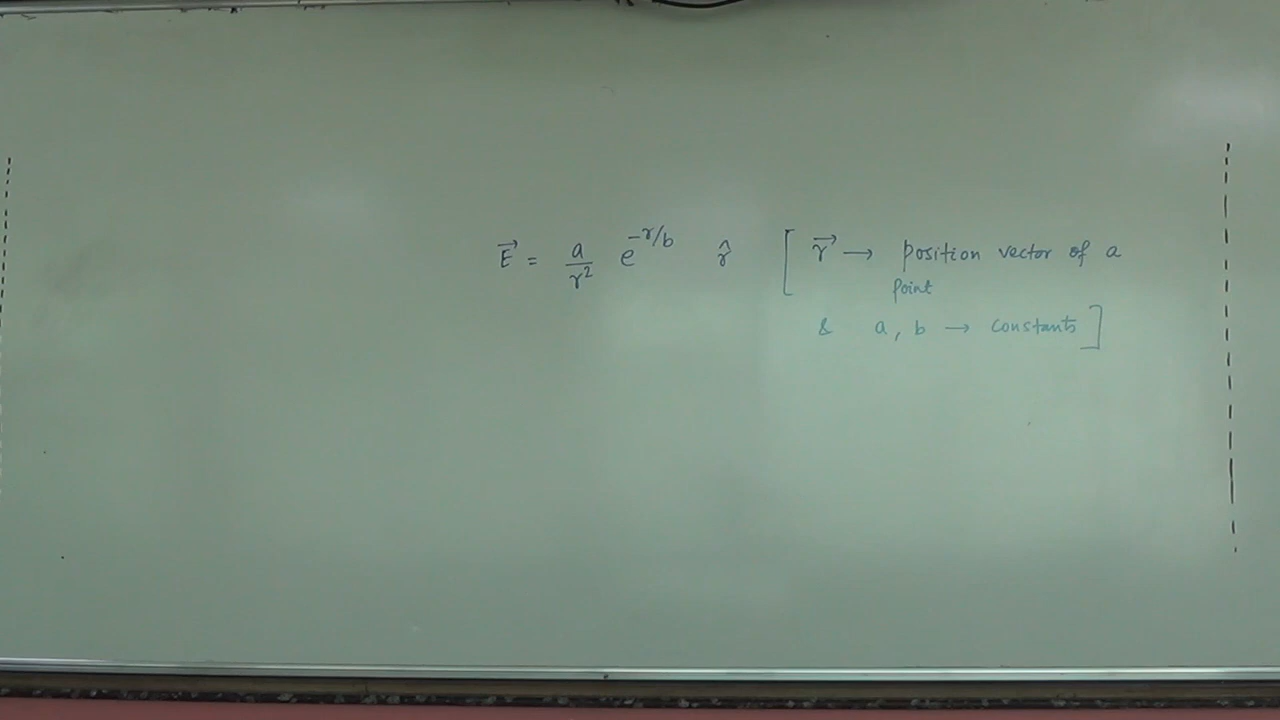 E⃗ = a/r² e^(-r/b) r̂ [ r⃗ → position vector of a
point
& a, b → constants ]